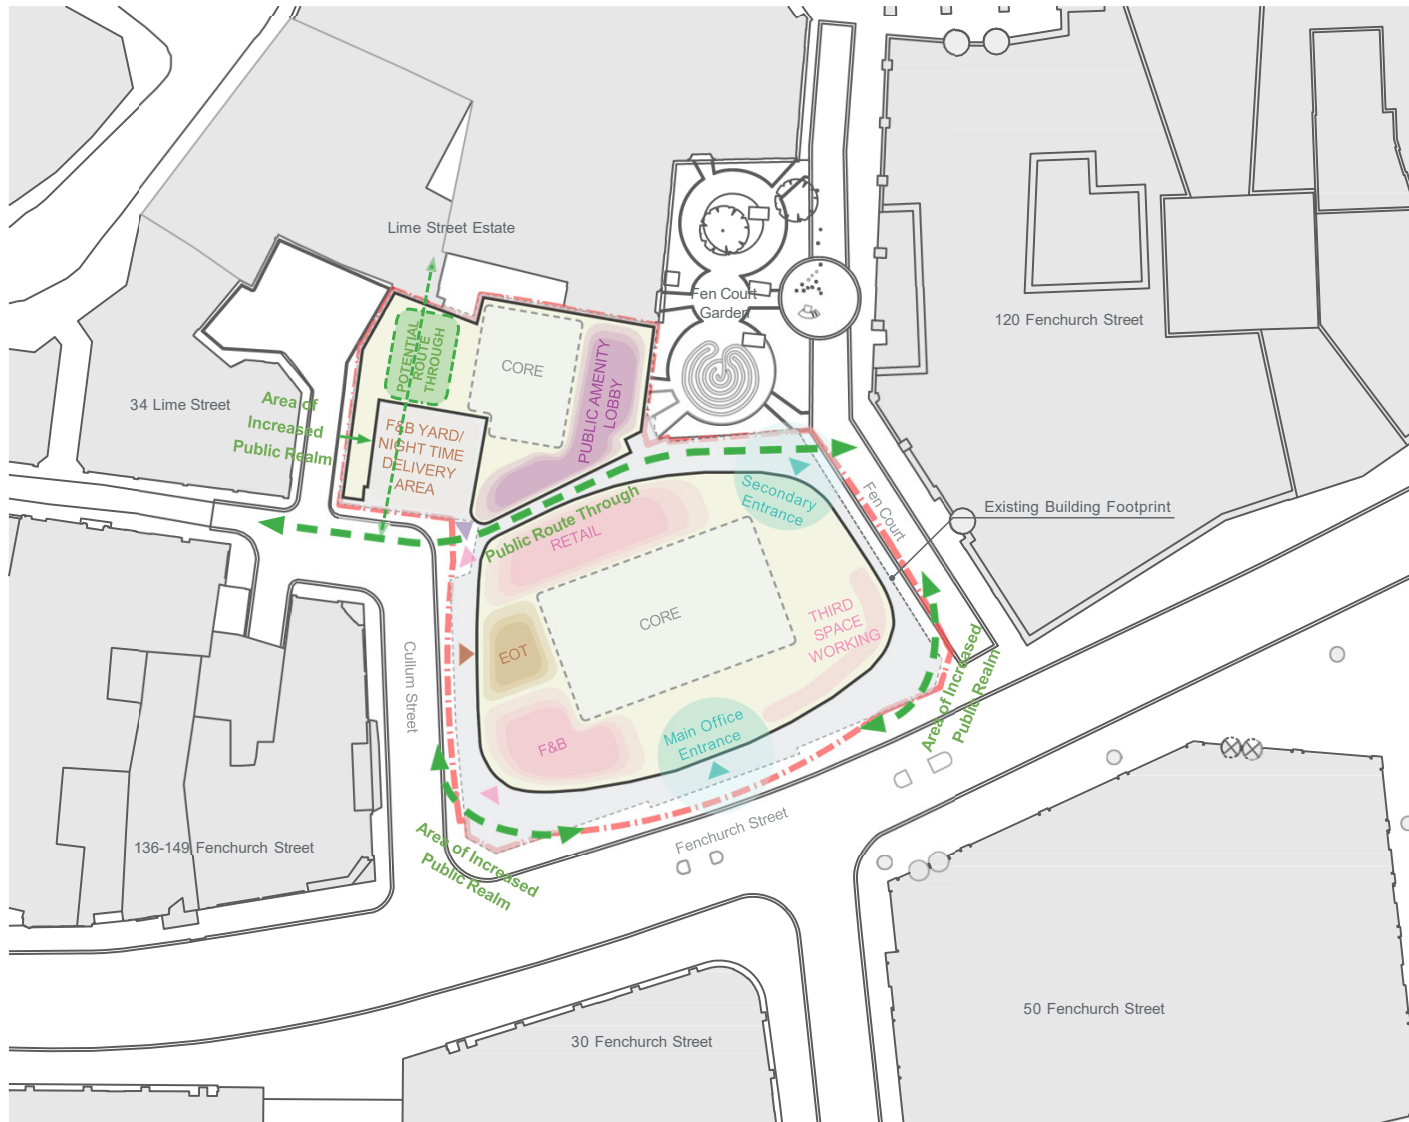 Lime Street Estate
Fen Court
Garden
120 Fenchurch Street
POTENTIAL
ROUTE
THROUGH
CORE
PUBLIC AMENITY
LOBBY
34 Lime Street
Area of
Increased
Public Realm
F&B YARD/
NIGHT TIME
DELIVERY
AREA
Secondary
Entrance
Fen Court
Existing Building Footprint
Public Route Through
RETAIL
CORE
THIRD
SPACE
WORKING
EOT
Cullum Street
Main Office
Entrance
F&B
Area of Increased
Public Realm
Fenchurch Street
Area of Increased
Public Realm
136-149 Fenchurch Street
50 Fenchurch Street
30 Fenchurch Street